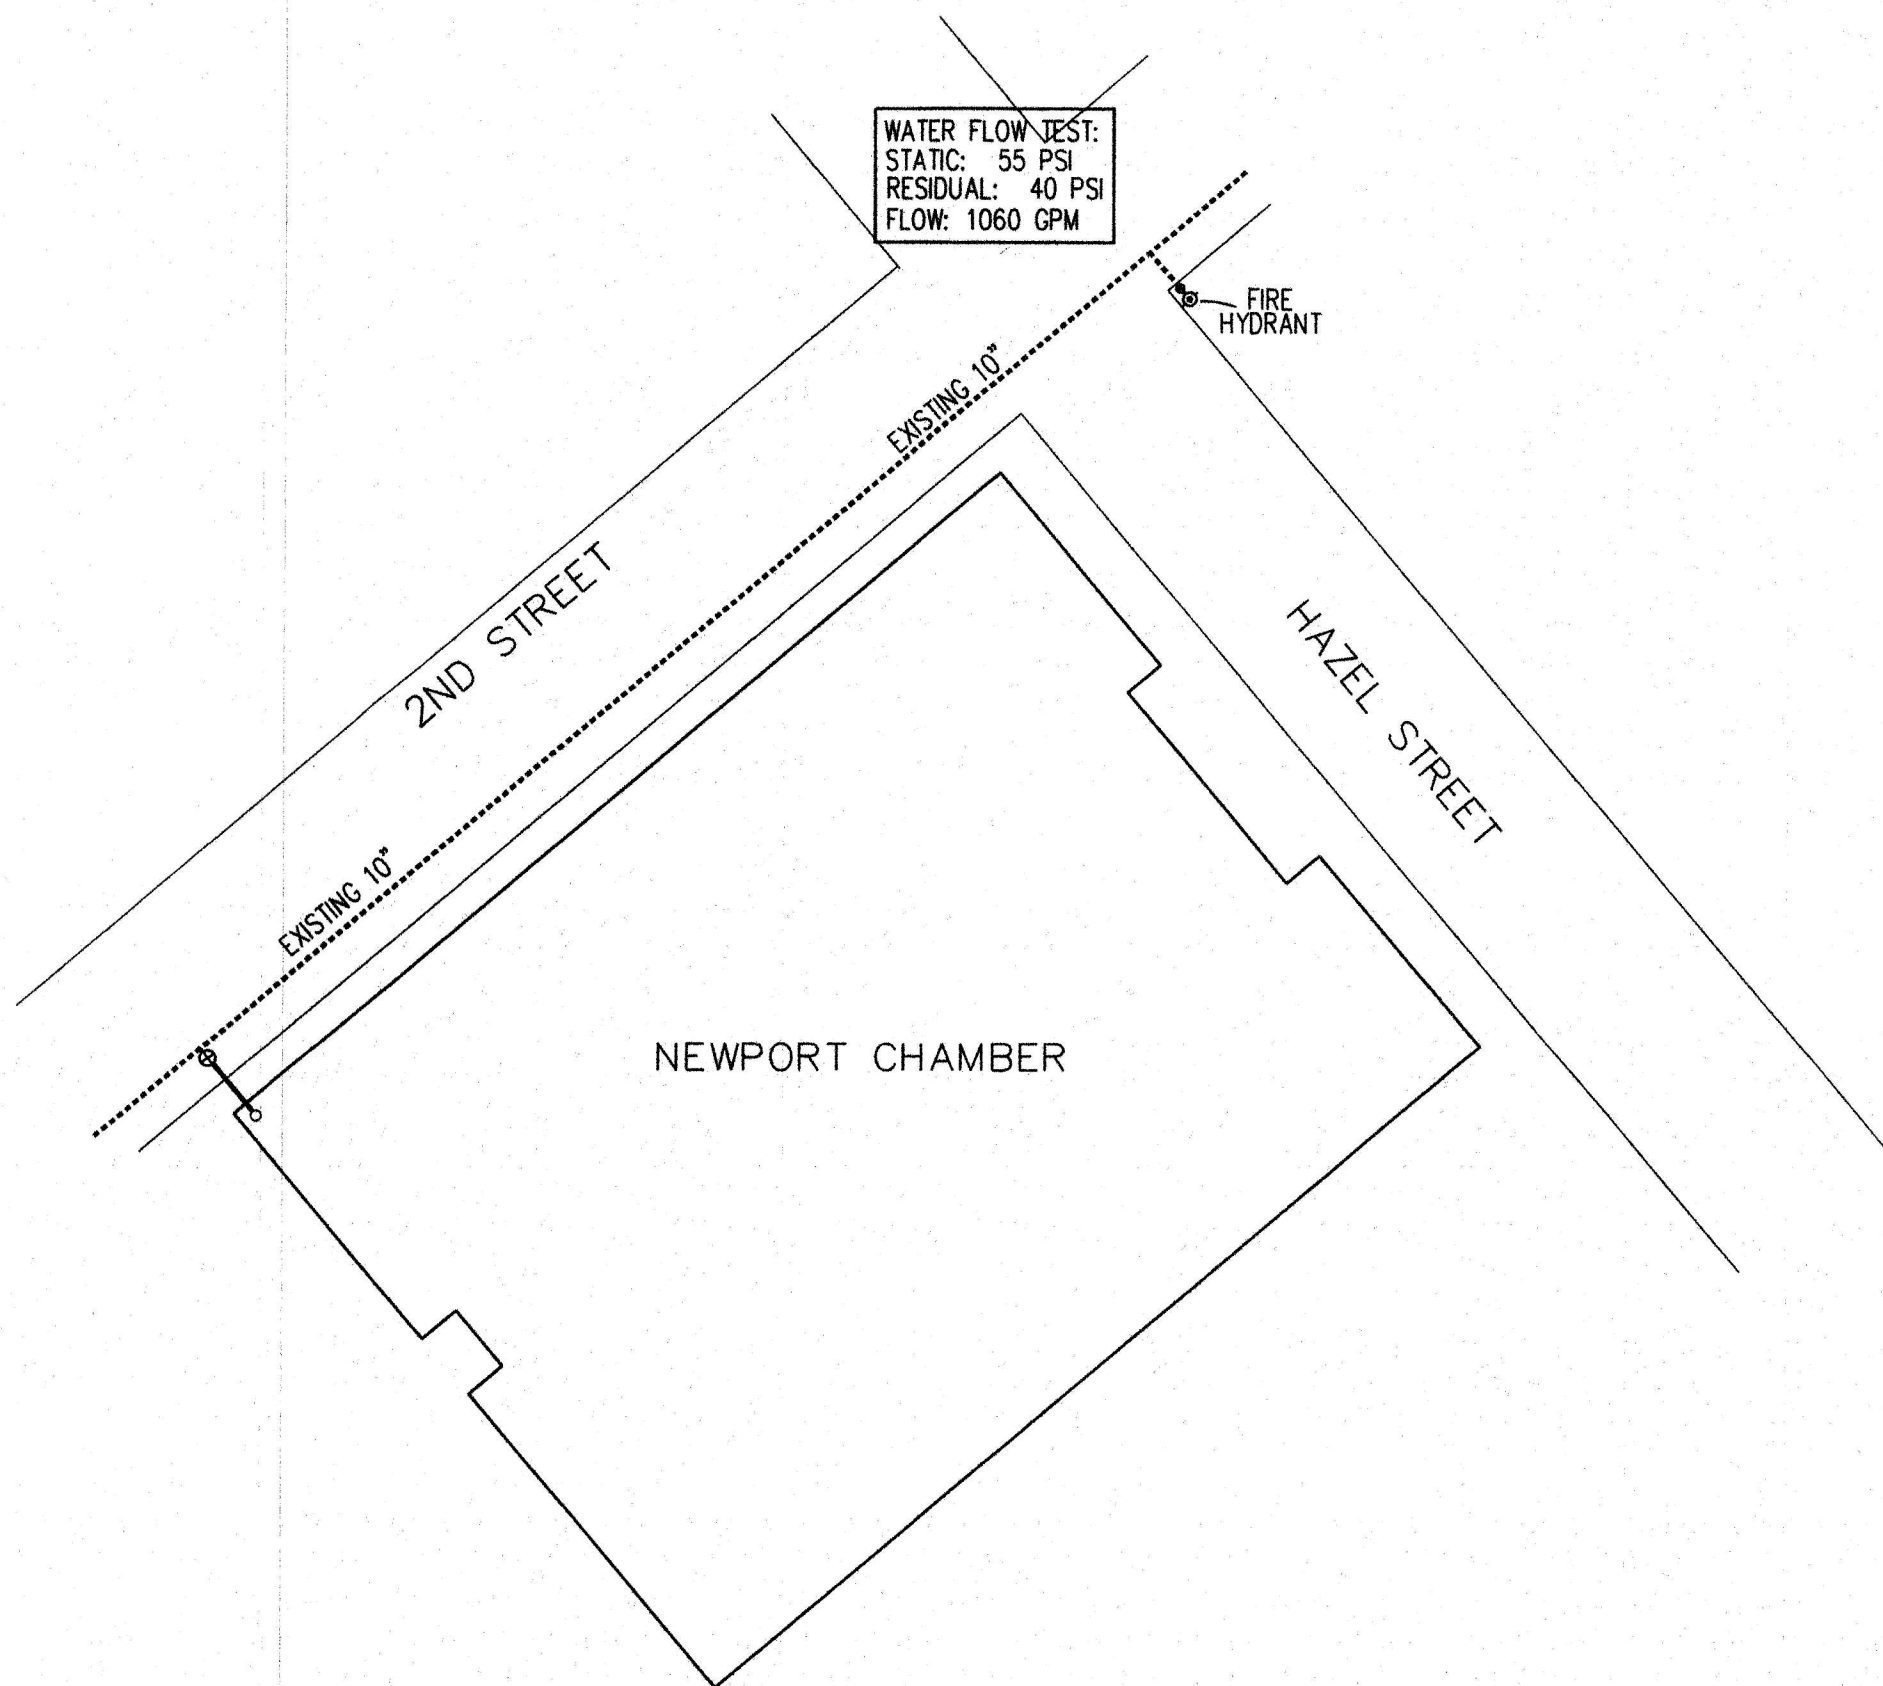 WATER FLOW TEST:
STATIC: 55 PSI
RESIDUAL: 40 PSI
FLOW: 1060 GPM
FIRE
HYDRANT
EXISTING 10"
2ND STREET
HAZEL STREET
EXISTING 10"
NEWPORT CHAMBER